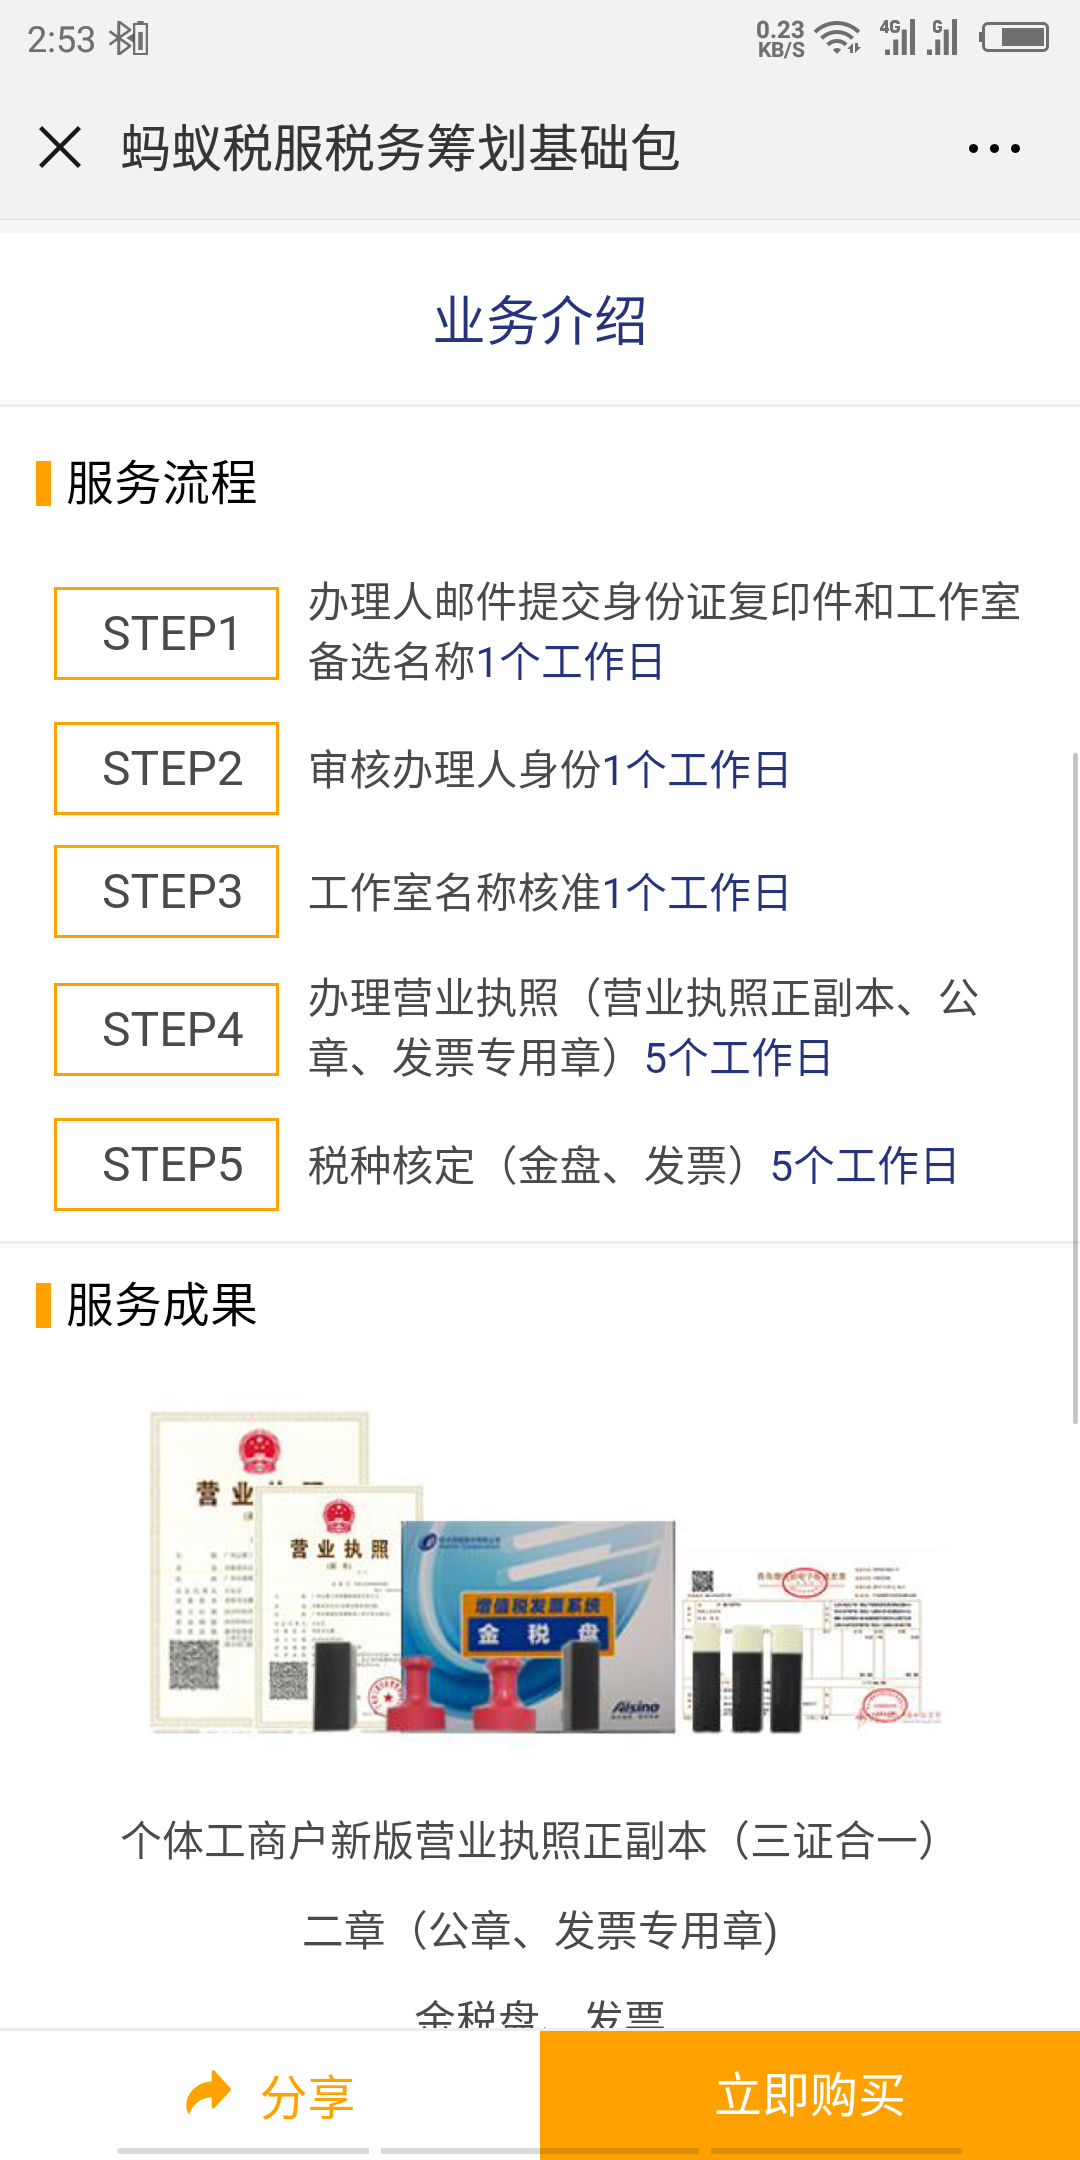 2:53
0.23
KB/S
4G
G
蚂蚁税服税务筹划基础包
业务介绍
服务流程
STEP1
办理人邮件提交身份证复印件和工作室
备选名称1个工作日
STEP2
审核办理人身份1个工作日
STEP3
工作室名称核准1个工作日
STEP4
办理营业执照（营业执照正副本、公
章、发票专用章）5个工作日
STEP5
税种核定（金盘、发票）5个工作日
服务成果
营业
营业执照
增值税发票系统
金税盘
Aisino
个体工商户新版营业执照正副本（三证合一）
二章（公章、发票专用章)
金税盘、发票
分享
立即购买